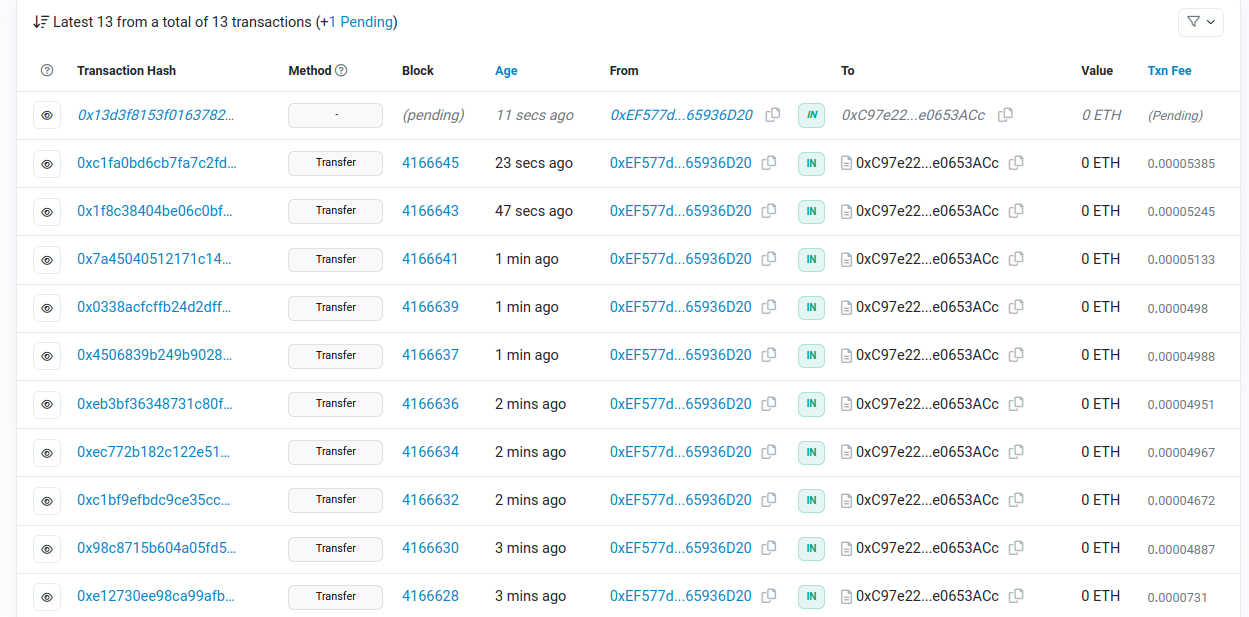 Latest 13 from a total of 13 transactions (+1 Pending)
Transaction Hash Method Block Age From To Value Txn Fee
0x13d3f8153f0163782... - (pending) 11 secs ago 0xEF577d...65936D20 IN 0xC97e22...e0653ACc 0 ETH (Pending)
0xc1fa0bd6cb7fa7c2fd... Transfer 4166645 23 secs ago 0xEF577d...65936D20 IN 0xC97e22...e0653ACc 0 ETH 0.00005385
0x1f8c38404be06c0bf... Transfer 4166643 47 secs ago 0xEF577d...65936D20 IN 0xC97e22...e0653ACc 0 ETH 0.00005245
0x7a45040512171c14... Transfer 4166641 1 min ago 0xEF577d...65936D20 IN 0xC97e22...e0653ACc 0 ETH 0.00005133
0x0338acfcffb24d2dff... Transfer 4166639 1 min ago 0xEF577d...65936D20 IN 0xC97e22...e0653ACc 0 ETH 0.0000498
0x4506839b249b9028... Transfer 4166637 1 min ago 0xEF577d...65936D20 IN 0xC97e22...e0653ACc 0 ETH 0.00004988
0xeb3bf36348731c80f... Transfer 4166636 2 mins ago 0xEF577d...65936D20 IN 0xC97e22...e0653ACc 0 ETH 0.00004951
0xec772b182c122e51... Transfer 4166634 2 mins ago 0xEF577d...65936D20 IN 0xC97e22...e0653ACc 0 ETH 0.00004967
0xc1bf9efbdc9ce35cc... Transfer 4166632 2 mins ago 0xEF577d...65936D20 IN 0xC97e22...e0653ACc 0 ETH 0.00004672
0x98c8715b604a05fd5... Transfer 4166630 3 mins ago 0xEF577d...65936D20 IN 0xC97e22...e0653ACc 0 ETH 0.00004887
0xe12730ee98ca99afb... Transfer 4166628 3 mins ago 0xEF577d...65936D20 IN 0xC97e22...e0653ACc 0 ETH 0.0000731